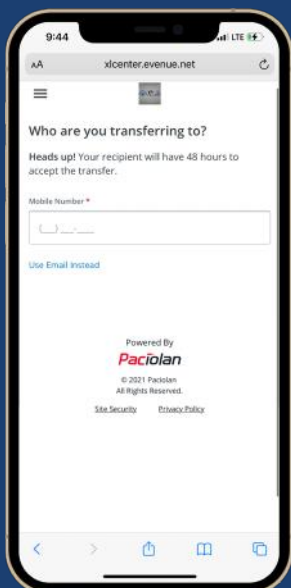 9:44
LTE
AA xlcenter.evenue.net
Who are you transferring to?
Heads up! Your recipient will have 48 hours to
accept the transfer.
Mobile Number *
(__) ___-____
Use Email Instead
Powered By
Paciolan
© 2021 Paciolan
All Rights Reserved.
Site Security Privacy Policy